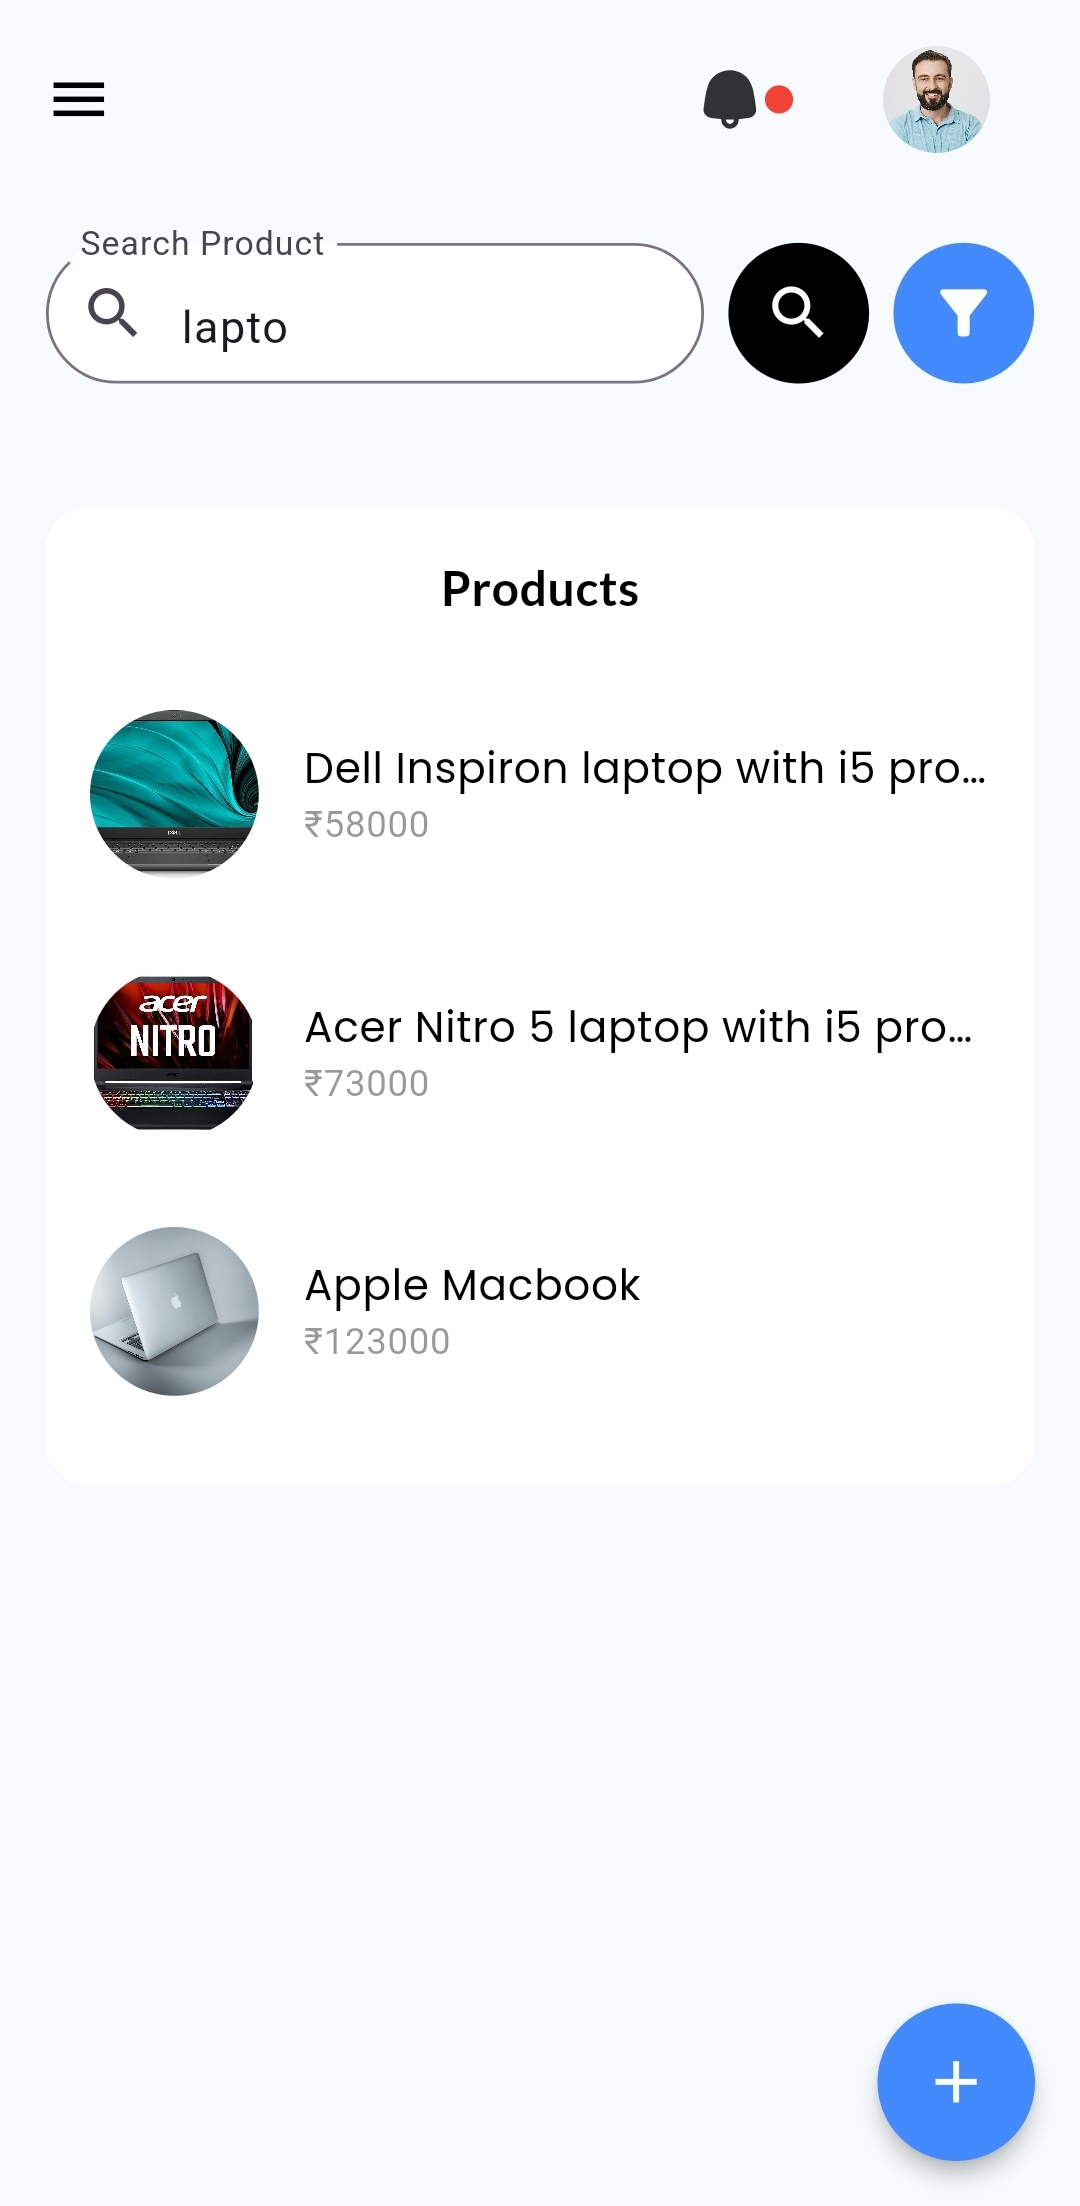 Search Product
lapto
Products
Dell Inspiron laptop with i5 pro...
₹58000
acer
NITRO
Acer Nitro 5 laptop with i5 pro...
₹73000
Apple Macbook
₹123000